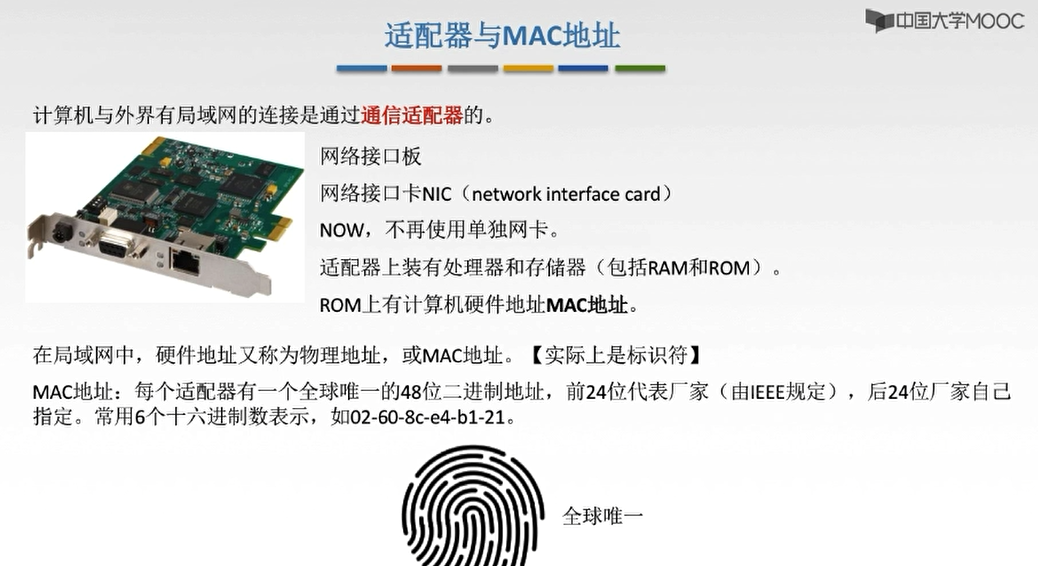 中国大学MOOC
适配器与MAC地址
计算机与外界有局域网的连接是通过通信适配器的。
网络接口板
网络接口卡NIC（network interface card）
NOW，不再使用单独网卡。
适配器上装有处理器和存储器（包括RAM和ROM）。
ROM上有计算机硬件地址MAC地址。
在局域网中，硬件地址又称为物理地址，或MAC地址。【实际上是标识符】
MAC地址：每个适配器有一个全球唯一的48位二进制地址，前24位代表厂家（由IEEE规定），后24位厂家自己
指定。常用6个十六进制数表示，如02-60-8c-e4-b1-21。
全球唯一